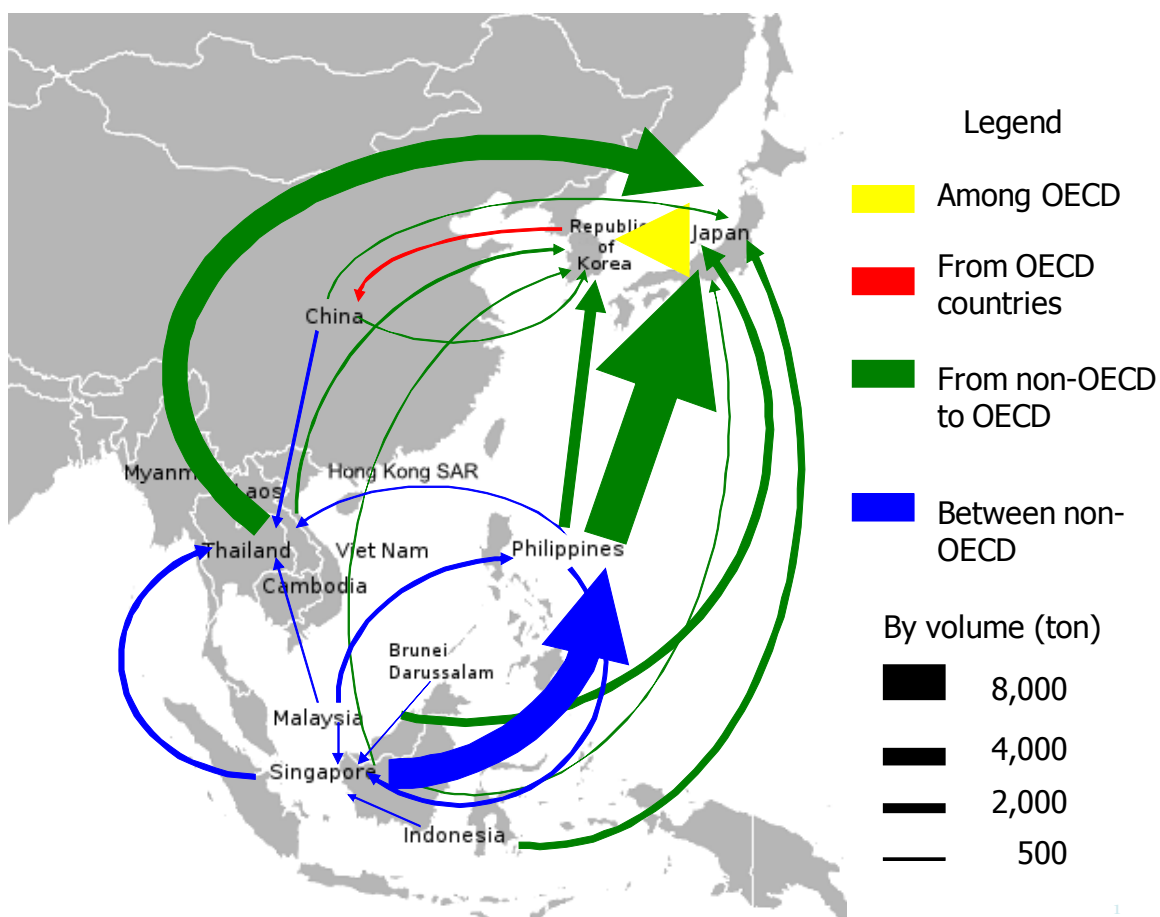 Legend
Among OECD
From OECD
countries
From non-OECD
to OECD
Between non-
OECD
By volume (ton)
8,000
4,000
2,000
500
Republic
of
Korea
Japan
China
Hong Kong SAR
Myanm
Laos
Thailand
Viet Nam
Philippines
Cambodia
Brunei
Darussalam
Malaysia
Singapore
Indonesia
1